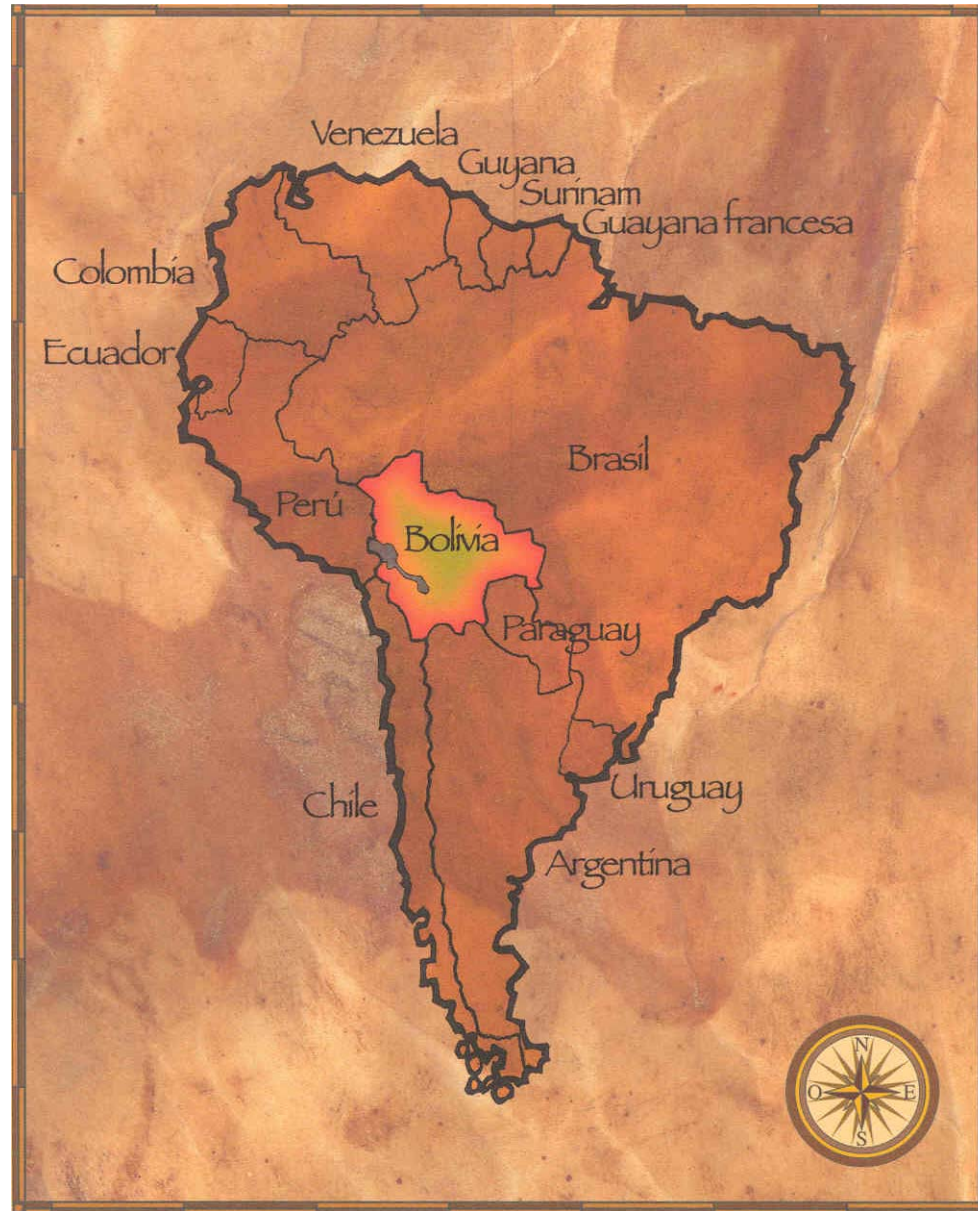 Venezuela
Guyana
Surinam
Guayana francesa
Colombia
Ecuador
Brasil
Perú
Bolivia
Paraguay
Chile
Uruguay
Argentina
N
O E
S